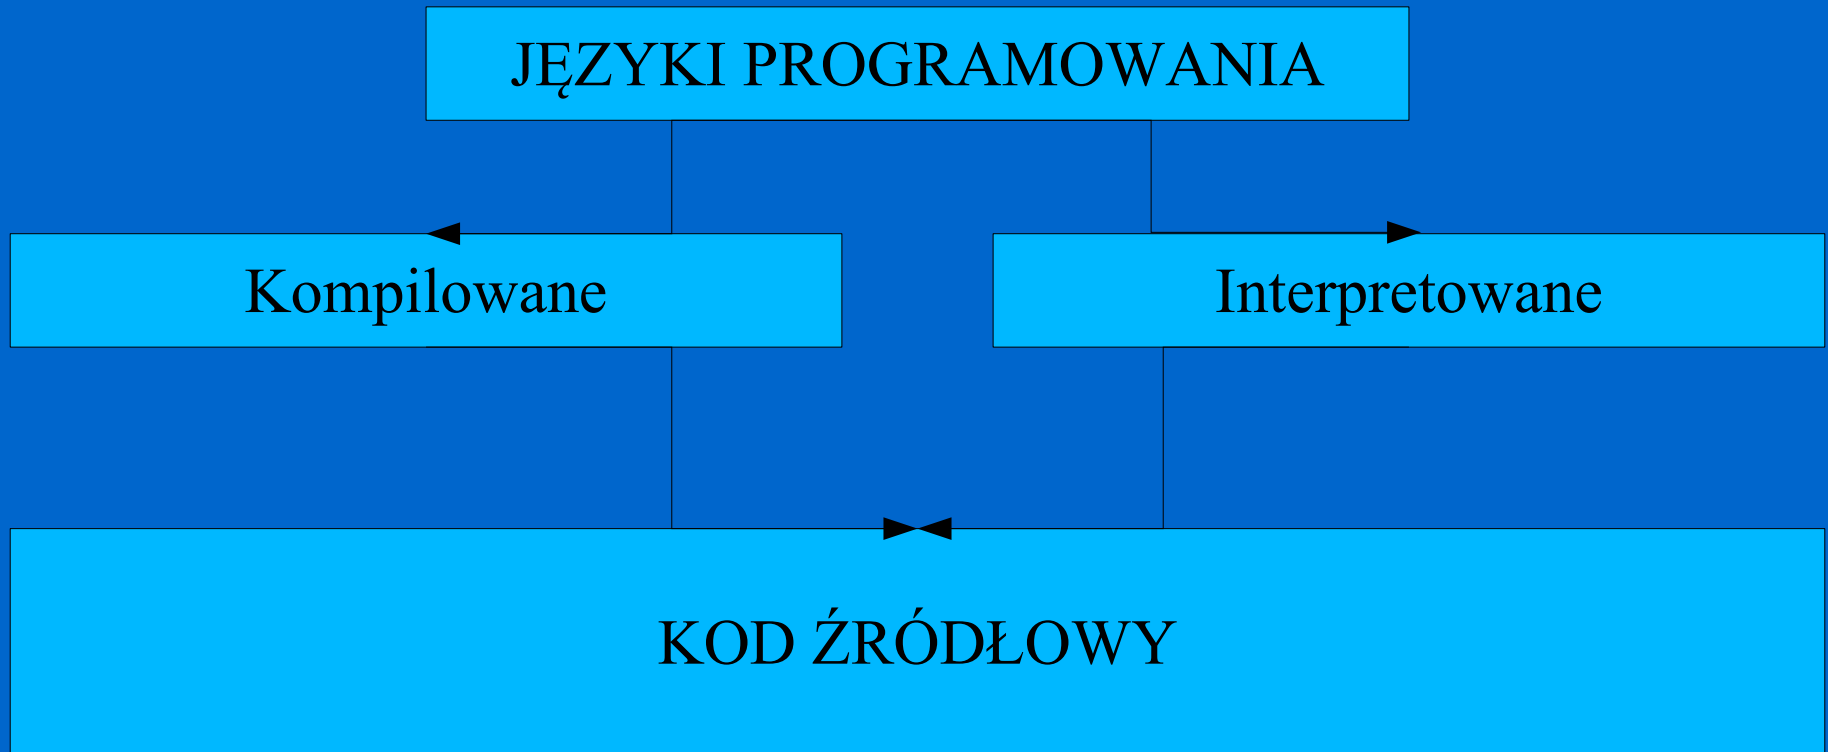 JĘZYKI PROGRAMOWANIA
Kompilowane
Interpretowane
KOD ŹRÓDŁOWY